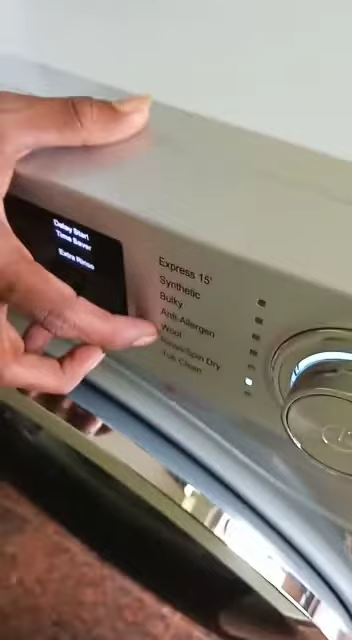 Delay Start
Time Saver
Extra Rinse
Express 15'
Synthetic
Bulky
Anti-Allergen
Wool
Rinse/Spin Dry
Tub Clean